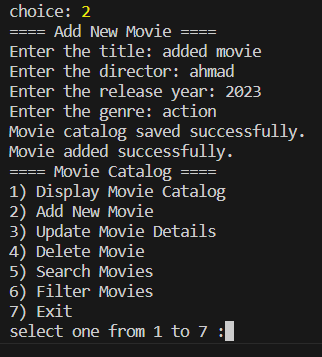 choice: 2
==== Add New Movie ====
Enter the title: added movie
Enter the director: ahmad
Enter the release year: 2023
Enter the genre: action
Movie catalog saved successfully.
Movie added successfully.
==== Movie Catalog ====
1) Display Movie Catalog
2) Add New Movie
3) Update Movie Details
4) Delete Movie
5) Search Movies
6) Filter Movies
7) Exit
select one from 1 to 7 :